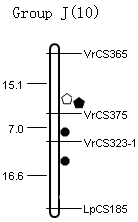 Group J(10)
VrCS365
15.1
VrCS375
7.0
VrCS323-1
16.6
LpCS185